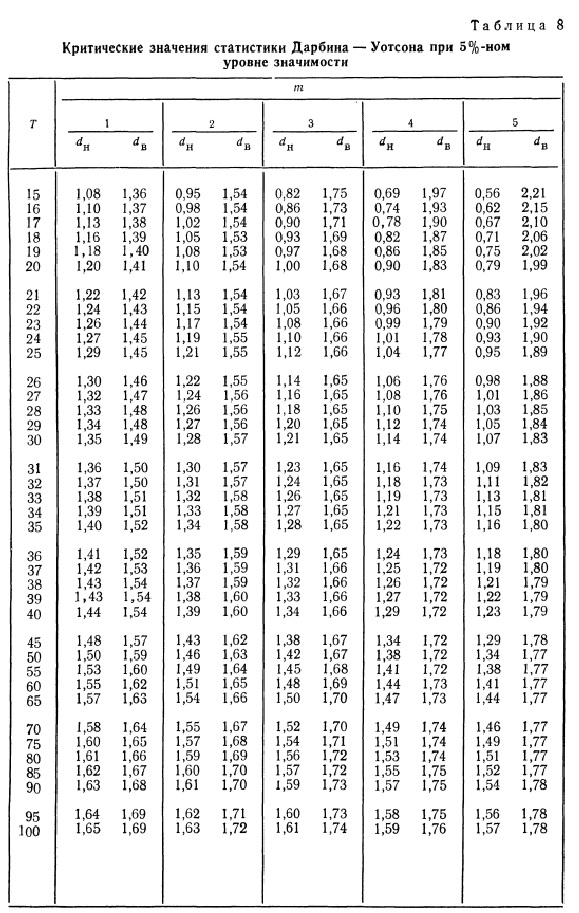 Таблица 8
Критические значения статистики Дарбина — Уотсона при 5%-ном
уровне значимости
m
T 1 2 3 4 5
dн dв dн dв dн dв dн dв dн dв
15 1,08 1,36 0,95 1,54 0,82 1,75 0,69 1,97 0,56 2,21
16 1,10 1,37 0,98 1,54 0,86 1,73 0,74 1,93 0,62 2,15
17 1,13 1,38 1,02 1,54 0,90 1,71 0,78 1,90 0,67 2,10
18 1,16 1,39 1,05 1,53 0,93 1,69 0,82 1,87 0,71 2,06
19 1,18 1,40 1,08 1,53 0,97 1,68 0,86 1,85 0,75 2,02
20 1,20 1,41 1,10 1,54 1,00 1,68 0,90 1,83 0,79 1,99
21 1,22 1,42 1,13 1,54 1,03 1,67 0,93 1,81 0,83 1,96
22 1,24 1,43 1,15 1,54 1,05 1,66 0,96 1,80 0,86 1,94
23 1,26 1,44 1,17 1,54 1,08 1,66 0,99 1,79 0,90 1,92
24 1,27 1,45 1,19 1,55 1,10 1,66 1,01 1,78 0,93 1,90
25 1,29 1,45 1,21 1,55 1,12 1,66 1,04 1,77 0,95 1,89
26 1,30 1,46 1,22 1,55 1,14 1,65 1,06 1,76 0,98 1,88
27 1,32 1,47 1,24 1,56 1,16 1,65 1,08 1,76 1,01 1,86
28 1,33 1,48 1,26 1,56 1,18 1,65 1,10 1,75 1,03 1,85
29 1,34 1,48 1,27 1,56 1,20 1,65 1,12 1,74 1,05 1,84
30 1,35 1,49 1,28 1,57 1,21 1,65 1,14 1,74 1,07 1,83
31 1,36 1,50 1,30 1,57 1,23 1,65 1,16 1,74 1,09 1,83
32 1,37 1,50 1,31 1,57 1,24 1,65 1,18 1,73 1,11 1,82
33 1,38 1,51 1,32 1,58 1,26 1,65 1,19 1,73 1,13 1,81
34 1,39 1,51 1,33 1,58 1,27 1,65 1,21 1,73 1,15 1,81
35 1,40 1,52 1,34 1,58 1,28 1,65 1,22 1,73 1,16 1,80
36 1,41 1,52 1,35 1,59 1,29 1,65 1,24 1,73 1,18 1,80
37 1,42 1,53 1,36 1,59 1,31 1,66 1,25 1,72 1,19 1,80
38 1,43 1,54 1,37 1,59 1,32 1,66 1,26 1,72 1,21 1,79
39 1,43 1,54 1,38 1,60 1,33 1,66 1,27 1,72 1,22 1,79
40 1,44 1,54 1,39 1,60 1,34 1,66 1,29 1,72 1,23 1,79
45 1,48 1,57 1,43 1,62 1,38 1,67 1,34 1,72 1,29 1,78
50 1,50 1,59 1,46 1,63 1,42 1,67 1,38 1,72 1,34 1,77
55 1,53 1,60 1,49 1,64 1,45 1,68 1,41 1,72 1,38 1,77
60 1,55 1,62 1,51 1,65 1,48 1,69 1,44 1,73 1,41 1,77
65 1,57 1,63 1,54 1,66 1,50 1,70 1,47 1,73 1,44 1,77
70 1,58 1,64 1,55 1,67 1,52 1,70 1,49 1,74 1,46 1,77
75 1,60 1,65 1,57 1,68 1,54 1,71 1,51 1,74 1,49 1,77
80 1,61 1,66 1,59 1,69 1,56 1,72 1,53 1,74 1,51 1,77
85 1,62 1,67 1,60 1,70 1,57 1,72 1,55 1,75 1,52 1,77
90 1,63 1,68 1,61 1,70 1,59 1,73 1,57 1,75 1,54 1,78
95 1,64 1,69 1,62 1,71 1,60 1,73 1,58 1,75 1,56 1,78
100 1,65 1,69 1,63 1,72 1,61 1,74 1,59 1,76 1,57 1,78